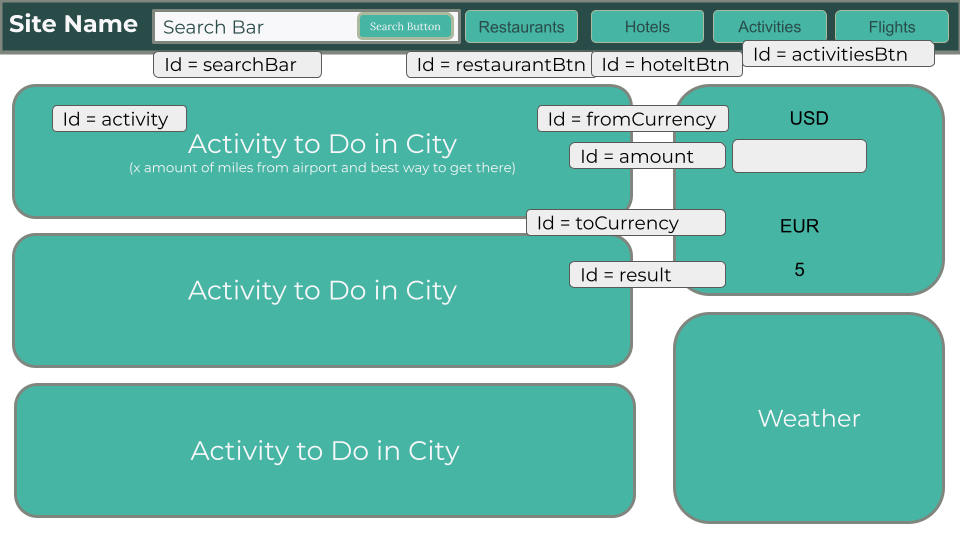 Site Name
Search Bar
Search Button
Restaurants
Hotels
Activities
Flights
Id = searchBar
Id = restaurantBtn
Id = hoteltBtn
Id = activitiesBtn
Id = activity
Activity to Do in City
(x amount of miles from airport and best way to get there)
Id = fromCurrency
USD
Id = amount
Id = toCurrency
EUR
Id = result
5
Activity to Do in City
Activity to Do in City
Weather